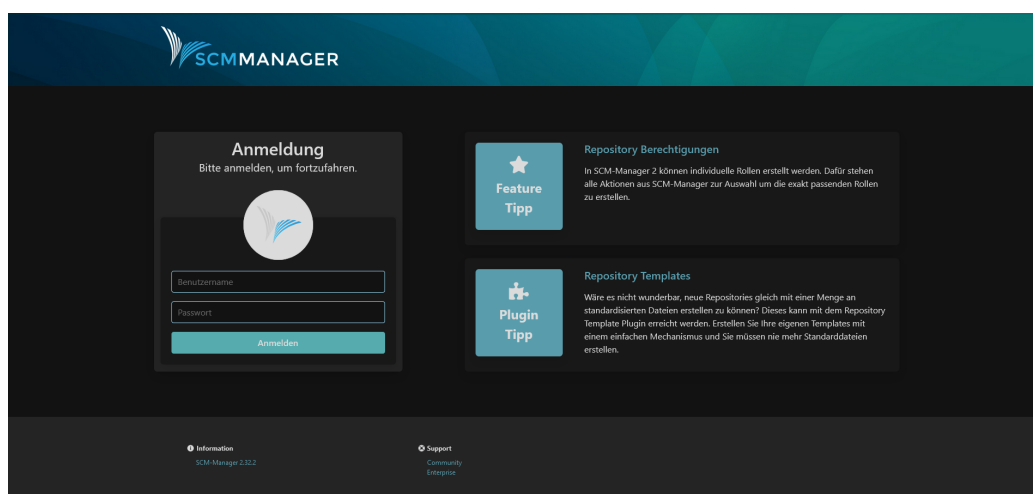 SCMMANAGER
Anmeldung
Bitte anmelden, um fortzufahren.
Benutzername
Passwort
Anmelden
Feature
Tipp
Repository Berechtigungen
In SCM-Manager 2 können individuelle Rollen erstellt werden. Dafür stehen
alle Aktionen aus SCM-Manager zur Auswahl um die exakt passenden Rollen
zu erstellen.
Plugin
Tipp
Repository Templates
Wäre es nicht wunderbar, neue Repositories gleich mit einer Menge an
standardisierten Dateien erstellen zu können? Dieses kann mit dem Repository
Template Plugin erreicht werden. Erstellen Sie Ihre eigenen Templates mit
einem einfachen Mechanismus und Sie müssen nie mehr Standarddateien
erstellen.
Information
SCM-Manager 2.32.2
Support
Community
Enterprise